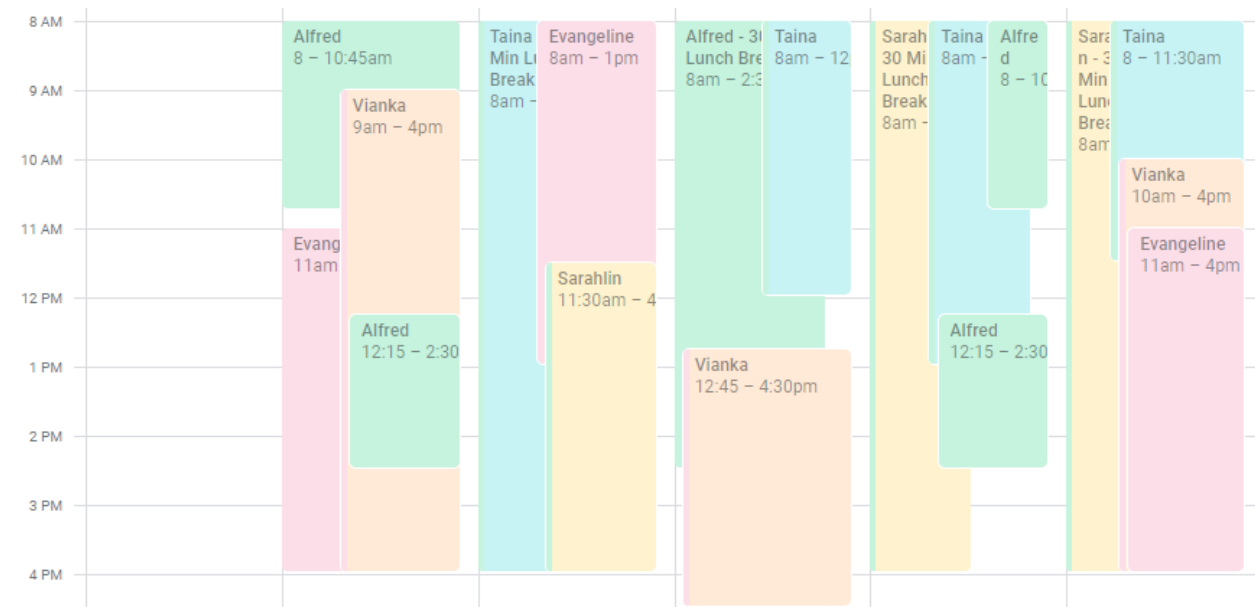 8 AM
9 AM
10 AM
11 AM
12 PM
1 PM
2 PM
3 PM
4 PM
Alfred
8 – 10:45am
Vianka
9am – 4pm
Evang
11am
Alfred
12:15 – 2:30
Taina
Min Lu
Break
8am –
Evangeline
8am – 1pm
Sarahlin
11:30am – 4
Alfred - 30
Lunch Bre
8am – 2:3
Taina
8am – 12
Vianka
12:45 – 4:30pm
Sarah
30 Mi
Lunch
Break
8am -
Taina
8am -
Alfre
d
8 – 10
Alfred
12:15 – 2:30
Sara
n - 3
Min
Lun
Brea
8am
Taina
8 – 11:30am
Vianka
10am – 4pm
Evangeline
11am – 4pm